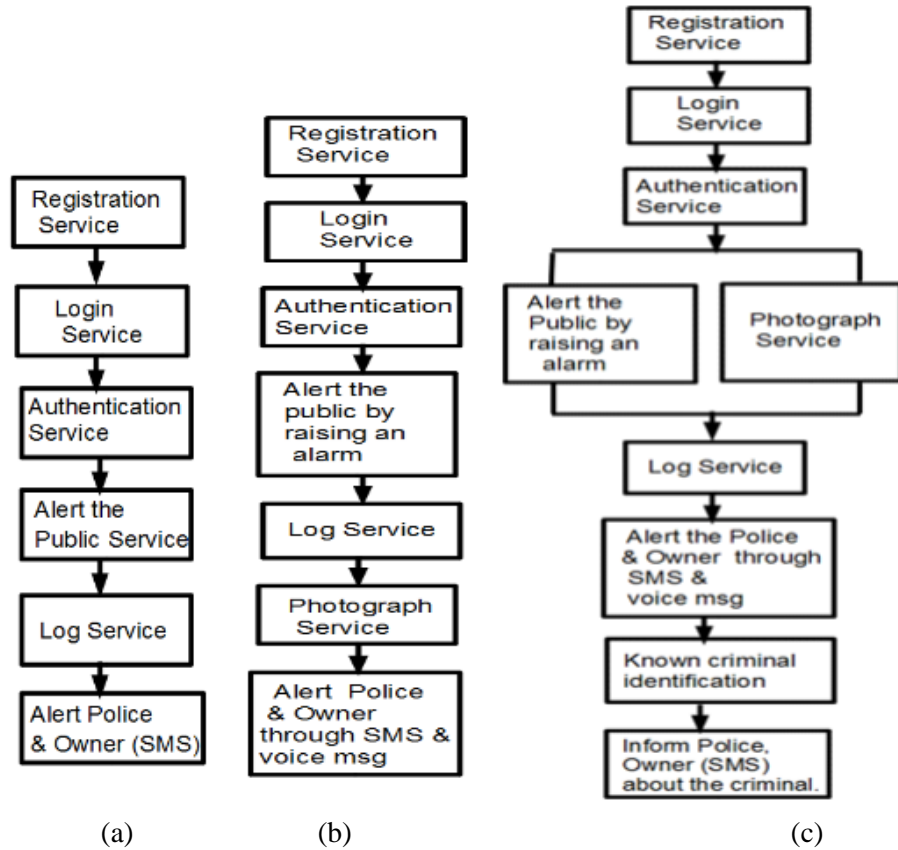 Registration
Service
Login
Service
Authentication
Service
Alert the
Public Service
Log Service
Alert Police
& Owner (SMS)
(a)
Registration
Service
Login
Service
Authentication
Service
Alert the
public by
raising an
alarm
Log Service
Photograph
Service
Alert Police
& Owner
through SMS &
voice msg
(b)
Registration
Service
Login
Service
Authentication
Service
Alert the
Public by
raising an
alarm
Photograph
Service
Log Service
Alert the Police
& Owner through
SMS &
voice msg
Known criminal
identification
Inform Police,
Owner (SMS)
about the criminal.
(c)